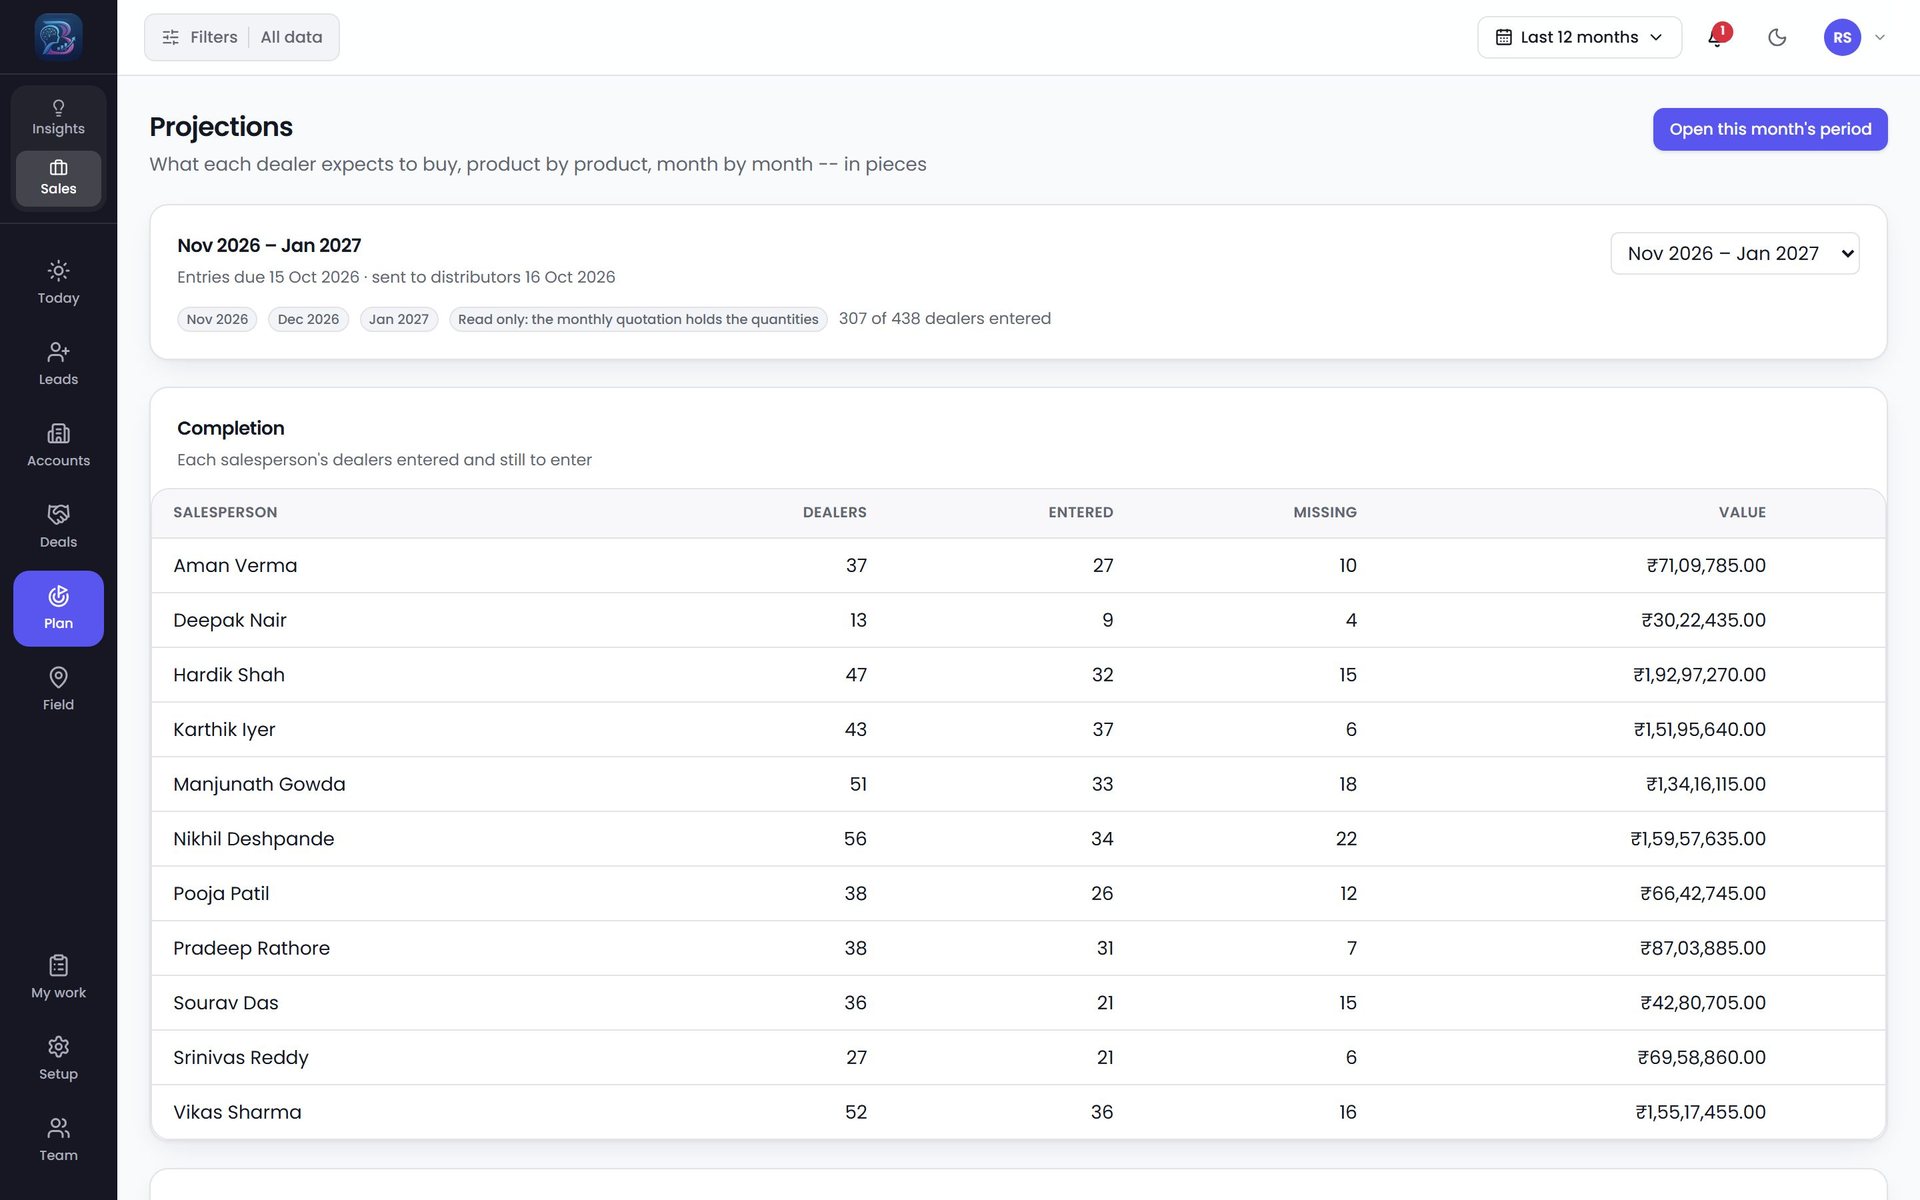 Filters All data
Last 12 months 1 RS
Insights
Sales
Today
Leads
Accounts
Deals
Plan
Field
My work
Setup
Team
Projections
Open this month's period
What each dealer expects to buy, product by product, month by month -- in pieces
Nov 2026 – Jan 2027
Nov 2026 – Jan 2027
Entries due 15 Oct 2026 · sent to distributors 16 Oct 2026
Nov 2026 Dec 2026 Jan 2027 Read only: the monthly quotation holds the quantities 307 of 438 dealers entered
Completion
Each salesperson's dealers entered and still to enter
SALESPERSON DEALERS ENTERED MISSING VALUE
Aman Verma 37 27 10 ₹71,09,785.00
Deepak Nair 13 9 4 ₹30,22,435.00
Hardik Shah 47 32 15 ₹1,92,97,270.00
Karthik Iyer 43 37 6 ₹1,51,95,640.00
Manjunath Gowda 51 33 18 ₹1,34,16,115.00
Nikhil Deshpande 56 34 22 ₹1,59,57,635.00
Pooja Patil 38 26 12 ₹66,42,745.00
Pradeep Rathore 38 31 7 ₹87,03,885.00
Sourav Das 36 21 15 ₹42,80,705.00
Srinivas Reddy 27 21 6 ₹69,58,860.00
Vikas Sharma 52 36 16 ₹1,55,17,455.00